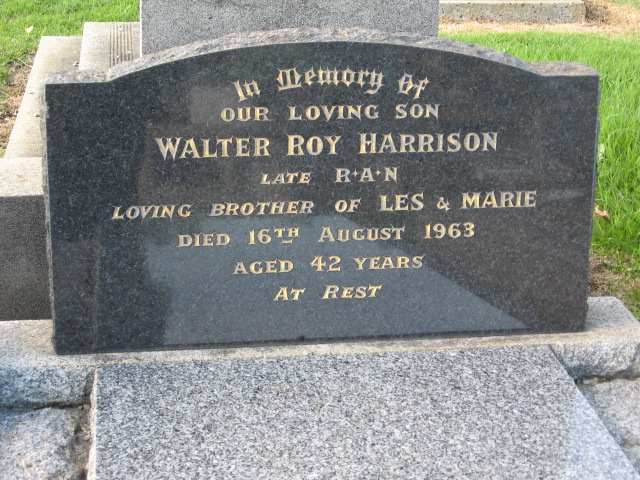 In Memory Of
OUR LOVING SON
WALTER ROY HARRISON
LATE R·A·N
LOVING BROTHER OF LES & MARIE
DIED 16TH AUGUST 1963
AGED 42 YEARS
AT REST